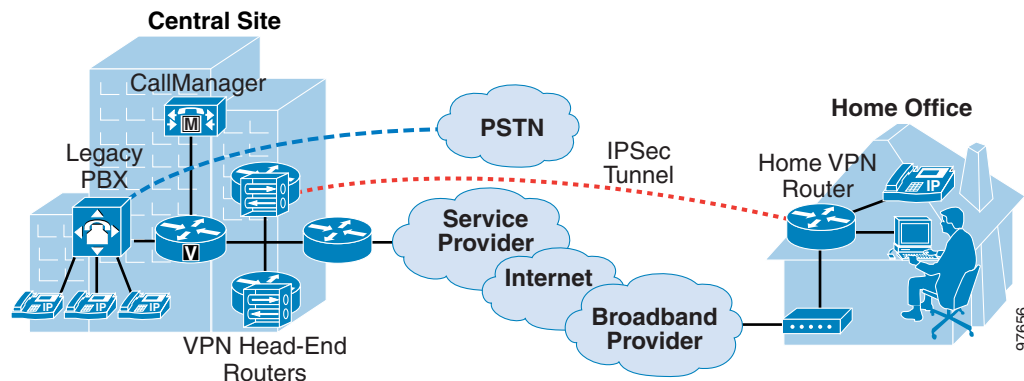 Central Site
CallManager
M
Legacy
PBX
V
IP
IP
IP
VPN Head-End
Routers
PSTN
IPSec
Tunnel
Service
Provider
Internet
Broadband
Provider
Home Office
Home VPN
Router
IP
97656